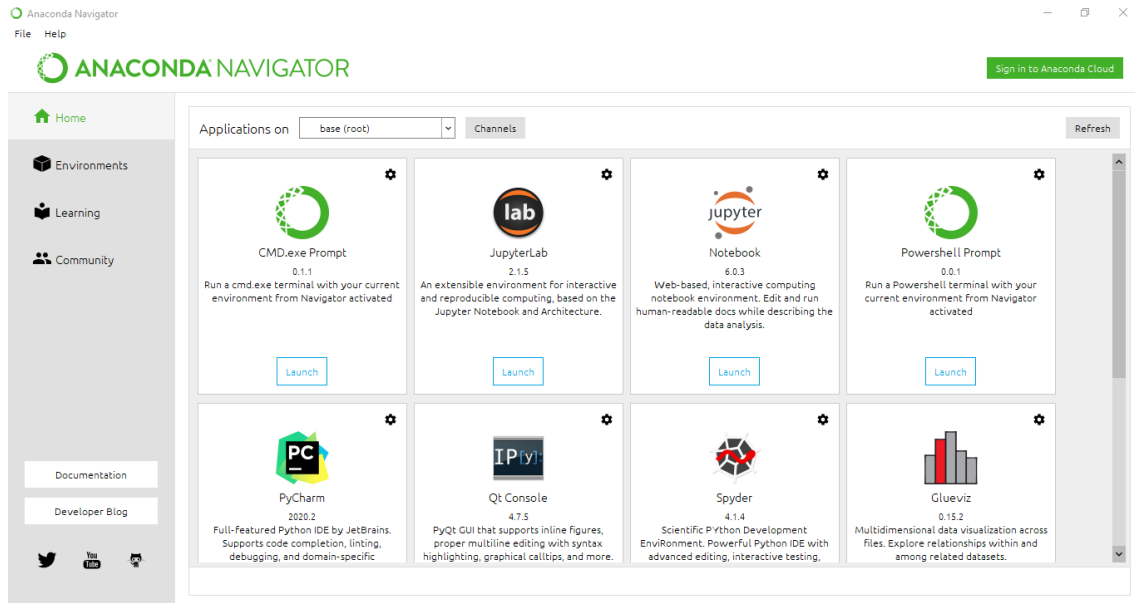 Anaconda Navigator
File Help
ANACONDA NAVIGATOR
Sign in to Anaconda Cloud
Home
Environments
Learning
Community
Documentation
Developer Blog
You
Tube
Applications on base (root) Channels Refresh
CMD.exe Prompt
0.1.1
Run a cmd.exe terminal with your current
environment from Navigator activated
Launch
lab
JupyterLab
2.1.5
An extensible environment for interactive
and reproducible computing, based on the
Jupyter Notebook and Architecture.
Launch
jupyter
Notebook
6.0.3
Web-based, interactive computing
notebook environment. Edit and run
human-readable docs while describing the
data analysis.
Launch
Powershell Prompt
0.0.1
Run a Powershell terminal with your
current environment from Navigator
activated
Launch
PC
PyCharm
2020.2
Full-featured Python IDE by JetBrains.
Supports code completion, linting,
debugging, and domain-specific
IP[y]:
Qt Console
4.7.5
PyQt GUI that supports inline figures,
proper multiline editing with syntax
highlighting, graphical calltips, and more.
Spyder
4.1.4
Scientific PYthon Development
EnviRonment. Powerful Python IDE with
advanced editing, interactive testing,
Glueviz
0.15.2
Multidimensional data visualization across
files. Explore relationships within and
among related datasets.